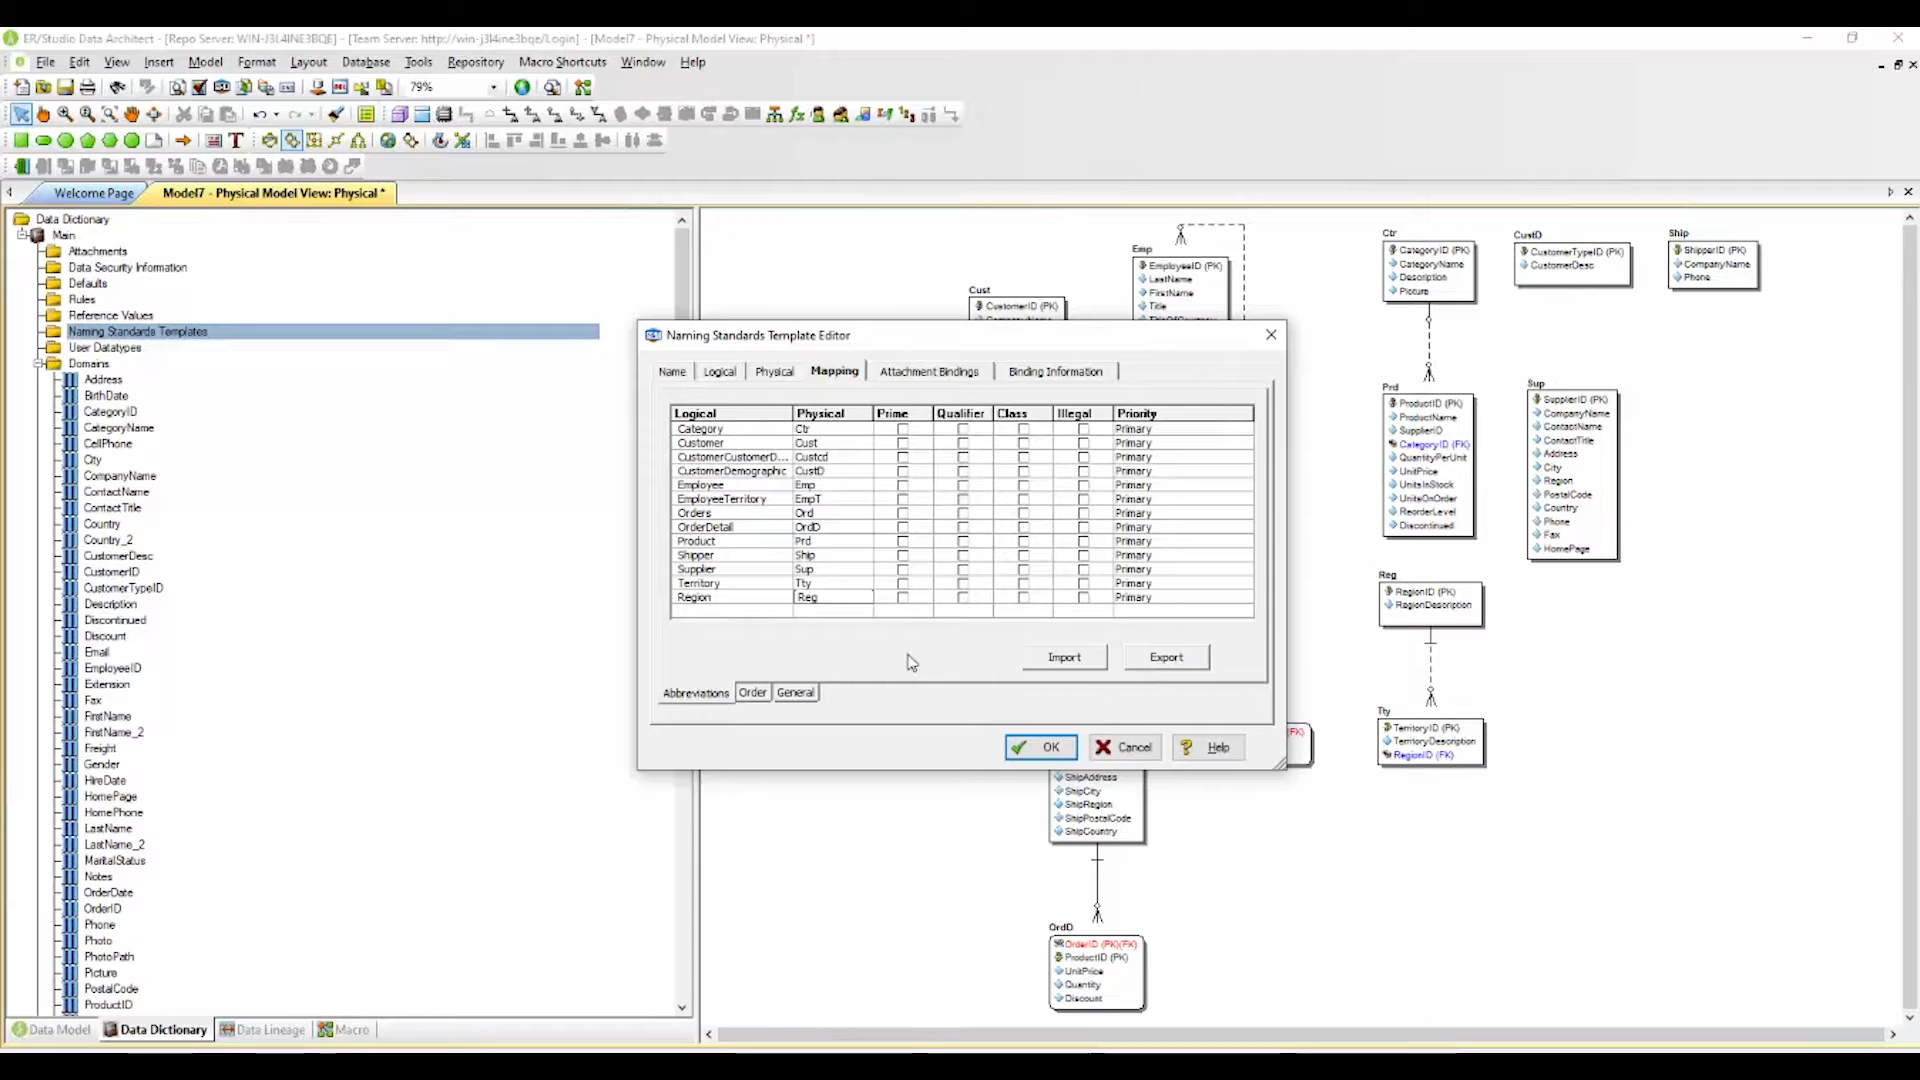 ER/Studio Data Architect - [Repo Server: WIN-J3L4INE3BQE] - [Team Server: http://win-j3l4ine3bqe/Login] - [Model7 - Physical Model View: Physical *]
File Edit View Insert Model Format Layout Database Tools Repository Macro Shortcuts Window Help
79%
Welcome Page
Model7 - Physical Model View: Physical *
Data Dictionary
Main
Attachments
Data Security Information
Defaults
Rules
Reference Values
Naming Standards Templates
User Datatypes
Domains
Address
BirthDate
CategoryID
CategoryName
CellPhone
City
CompanyName
ContactName
ContactTitle
Country
Country_2
CustomerDesc
CustomerID
CustomerTypeID
Description
Discontinued
Discount
Email
EmployeeID
Extension
Fax
FirstName
FirstName_2
Freight
Gender
HireDate
HomePage
HomePhone
LastName
LastName_2
MaritalStatus
Notes
OrderDate
OrderID
Phone
Photo
PhotoPath
Picture
PostalCode
ProductID
Data Model Data Dictionary Data Lineage Macro
Cust
CustomerID (PK)
Emp
EmployeeID (PK)
LastName
FirstName
Title
Ctr
CategoryID (PK)
CategoryName
Description
Picture
CustD
CustomerTypeID (PK)
CustomerDesc
Ship
ShipperID (PK)
CompanyName
Phone
Naming Standards Template Editor
Name Logical Physical Mapping Attachment Bindings Binding Information
Logical Physical Prime Qualifier Class Illegal Priority
Category Ctr Primary
Customer Cust Primary
CustomerCustomerD... Custcd Primary
CustomerDemographic CustD Primary
Employee Emp Primary
EmployeeTerritory EmpT Primary
Orders Ord Primary
OrderDetail OrdD Primary
Product Prd Primary
Shipper Ship Primary
Supplier Sup Primary
Territory Tty Primary
Region Reg Primary
Import Export
Abbreviations Order General
OK Cancel Help
Prd
ProductID (PK)
ProductName
SupplierID
CategoryID (FK)
QuantityPerUnit
UnitPrice
UnitsInStock
UnitsOnOrder
ReorderLevel
Discontinued
Sup
SupplierID (PK)
CompanyName
ContactName
ContactTitle
Address
City
Region
PostalCode
Country
Phone
Fax
HomePage
Reg
RegionID (PK)
RegionDescription
Tty
TerritoryID (PK)
TerritoryDescription
RegionID (FK)
(FK)
ShipAddress
ShipCity
ShipRegion
ShipPostalCode
ShipCountry
OrdD
OrderID (PK)(FK)
ProductID (PK)
UnitPrice
Quantity
Discount